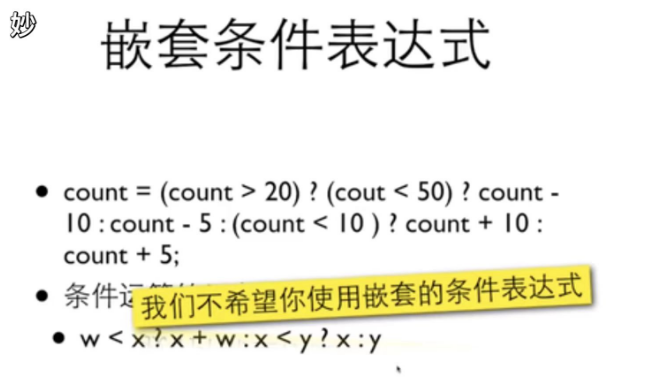 妙
嵌套条件表达式
• count = (count > 20) ? (cout < 50) ? count -
10 : count - 5 : (count < 10 ) ? count + 10 :
count + 5;
• 条件运
我们不希望你使用嵌套的条件表达式
• w < x ? x + w : x < y ? x : y